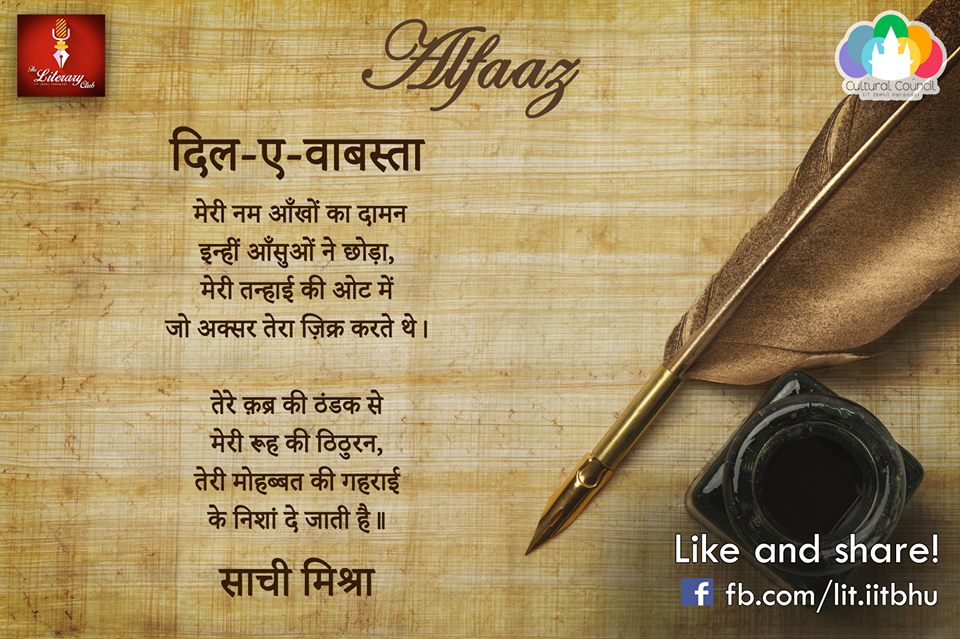 The
Literary
Club
Alfaaz
Cultural Council
दिल-ए-वाबस्ता
मेरी नम आँखों का दामन
इन्हीं आँसुओं ने छोड़ा,
मेरी तन्हाई की ओट में
जो अक्सर तेरा ज़िक्र करते थे।
तेरे क़ब्र की ठंडक से
मेरी रूह की ठिठुरन,
तेरी मोहब्बत की गहराई
के निशां दे जाती है॥
साची मिश्रा
Like and share!
f fb.com/lit.iitbhu